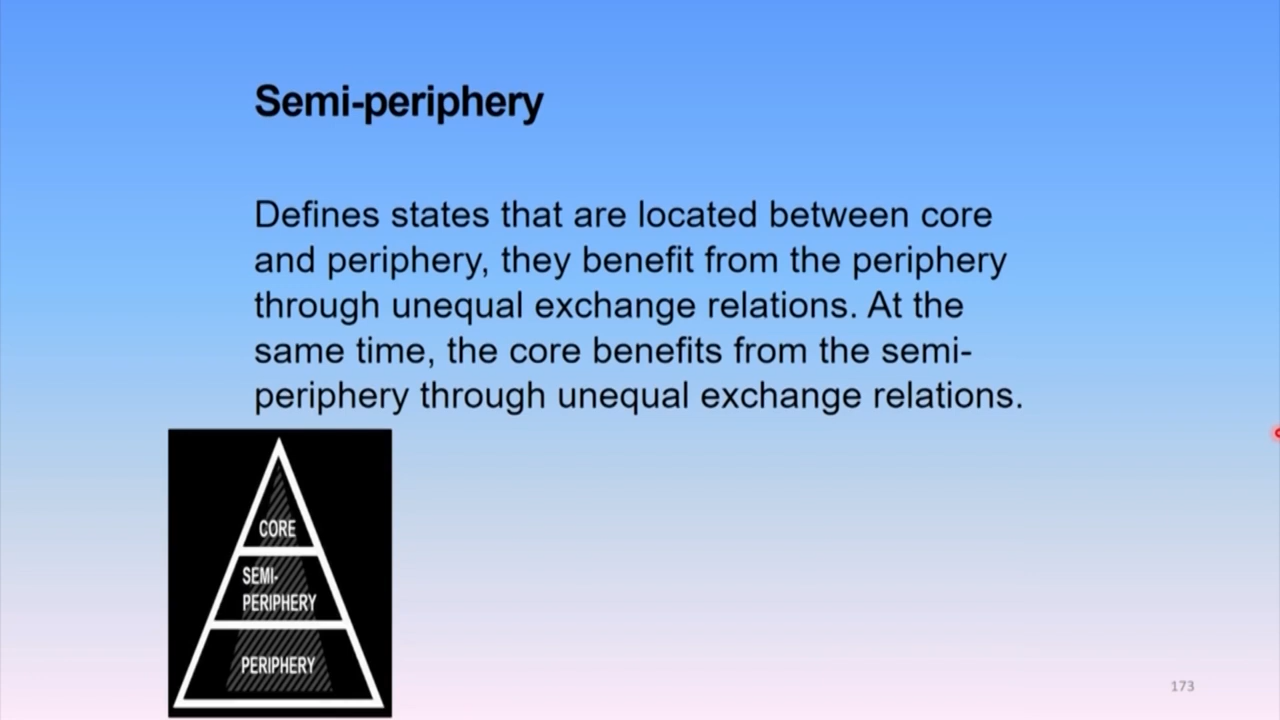 Semi-periphery
Defines states that are located between core
and periphery, they benefit from the periphery
through unequal exchange relations. At the
same time, the core benefits from the semi-
periphery through unequal exchange relations.
CORE
SEMI-
PERIPHERY
PERIPHERY
173